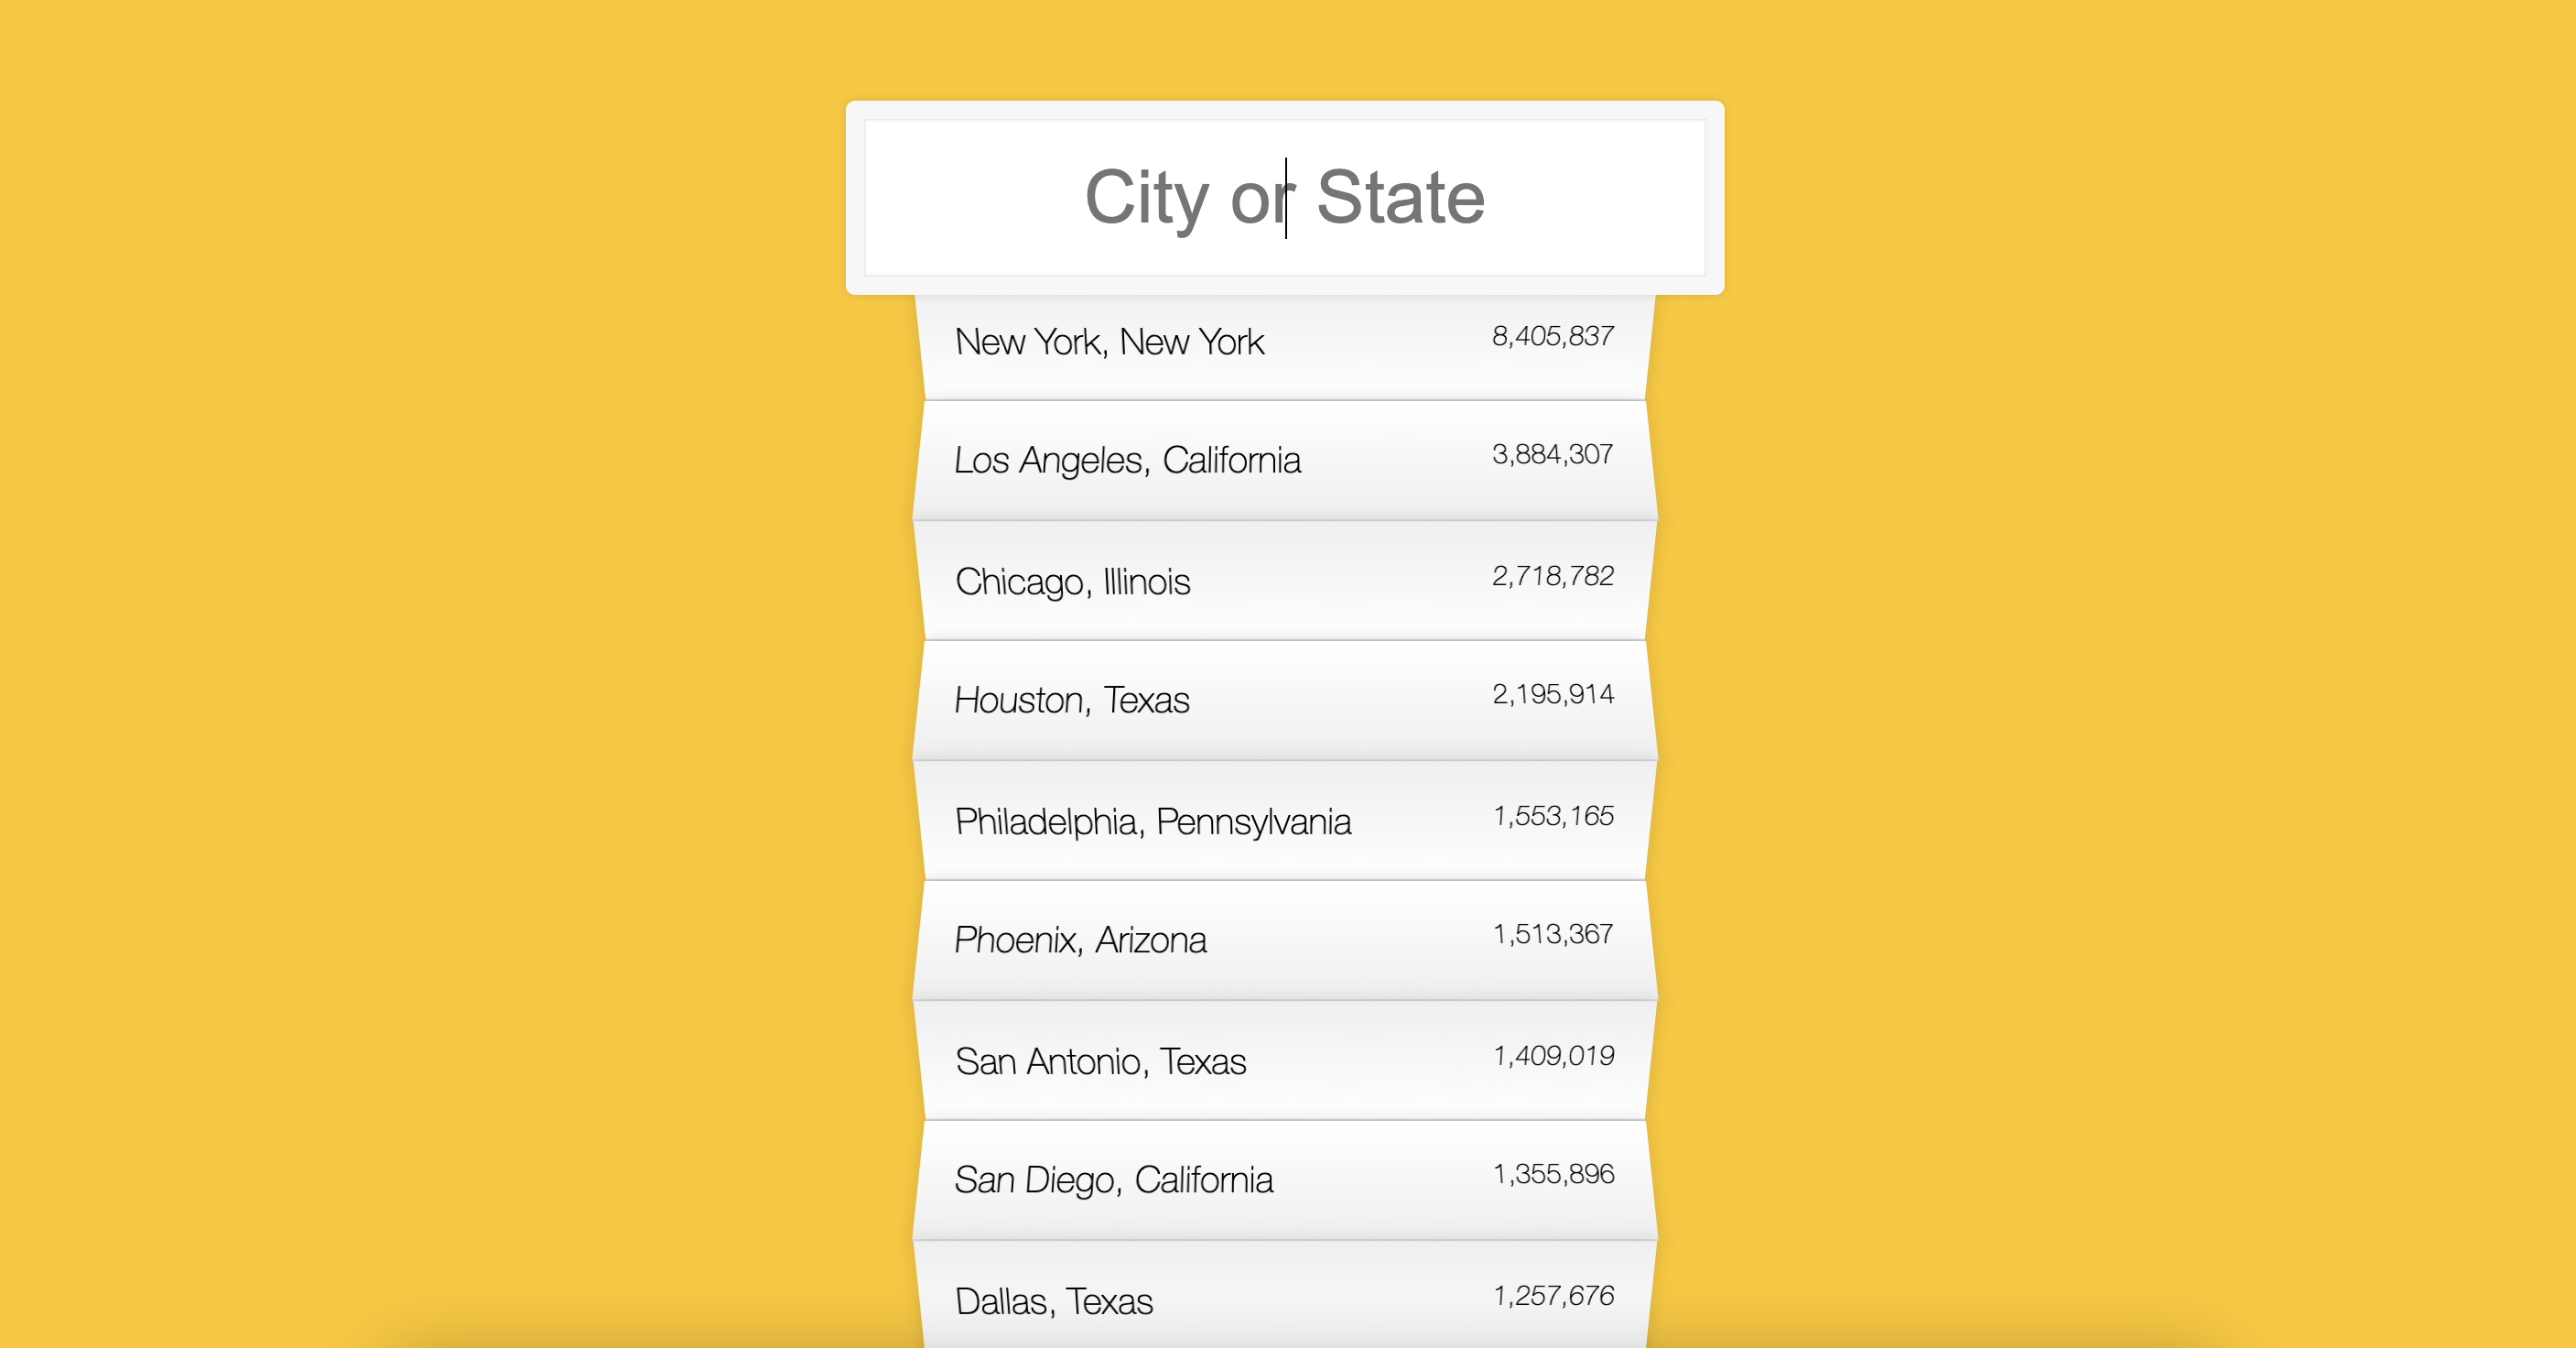 City or State
New York, New York 8,405,837
Los Angeles, California 3,884,307
Chicago, Illinois 2,718,782
Houston, Texas 2,195,914
Philadelphia, Pennsylvania 1,553,165
Phoenix, Arizona 1,513,367
San Antonio, Texas 1,409,019
San Diego, California 1,355,896
Dallas, Texas 1,257,676